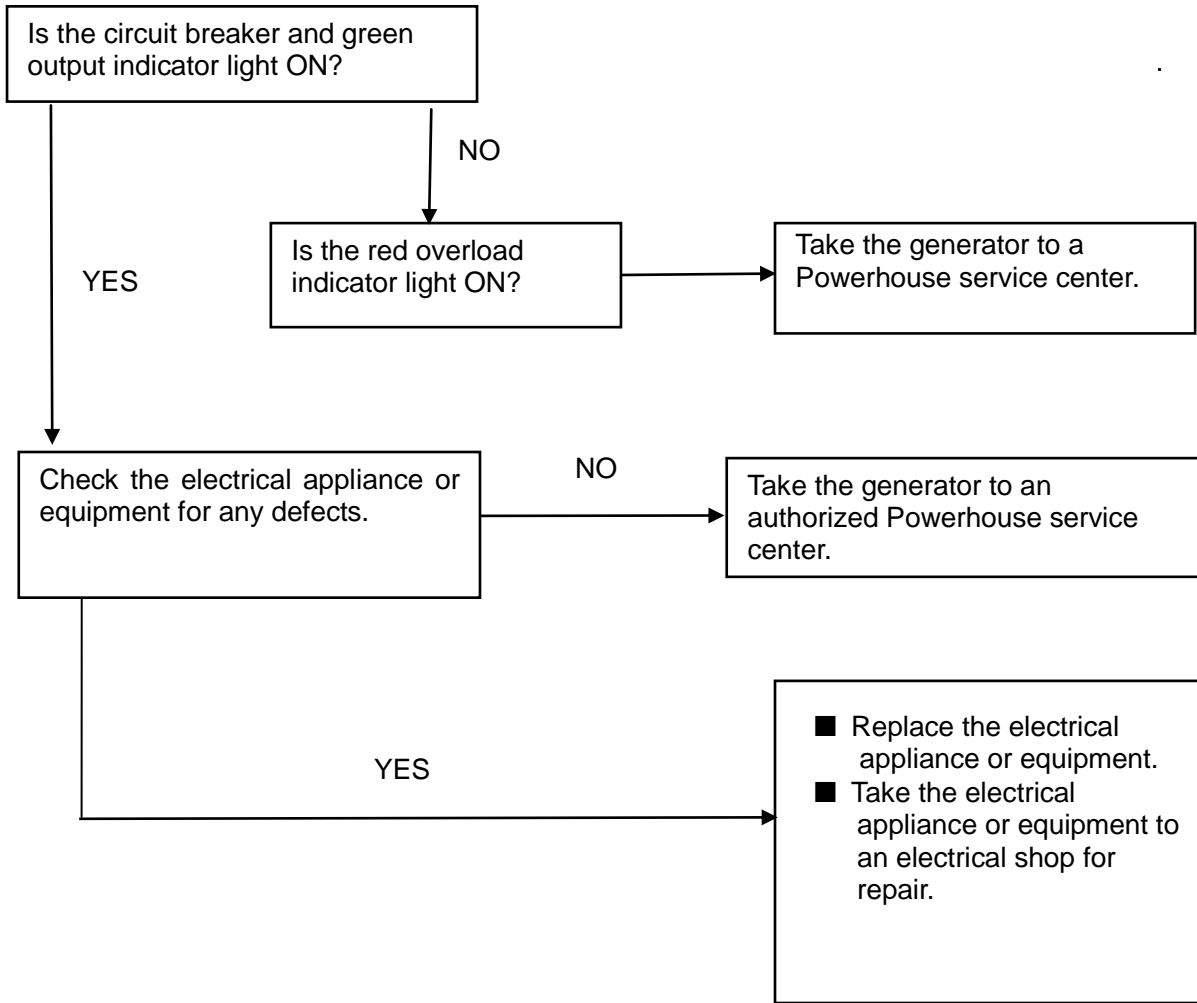 Is the circuit breaker and green
output indicator light ON?
NO
Is the red overload
indicator light ON?
Take the generator to a
Powerhouse service center.
YES
Check the electrical appliance or
equipment for any defects.
NO
Take the generator to an
authorized Powerhouse service
center.
YES
■ Replace the electrical
appliance or equipment.
■ Take the electrical
appliance or equipment to
an electrical shop for
repair.